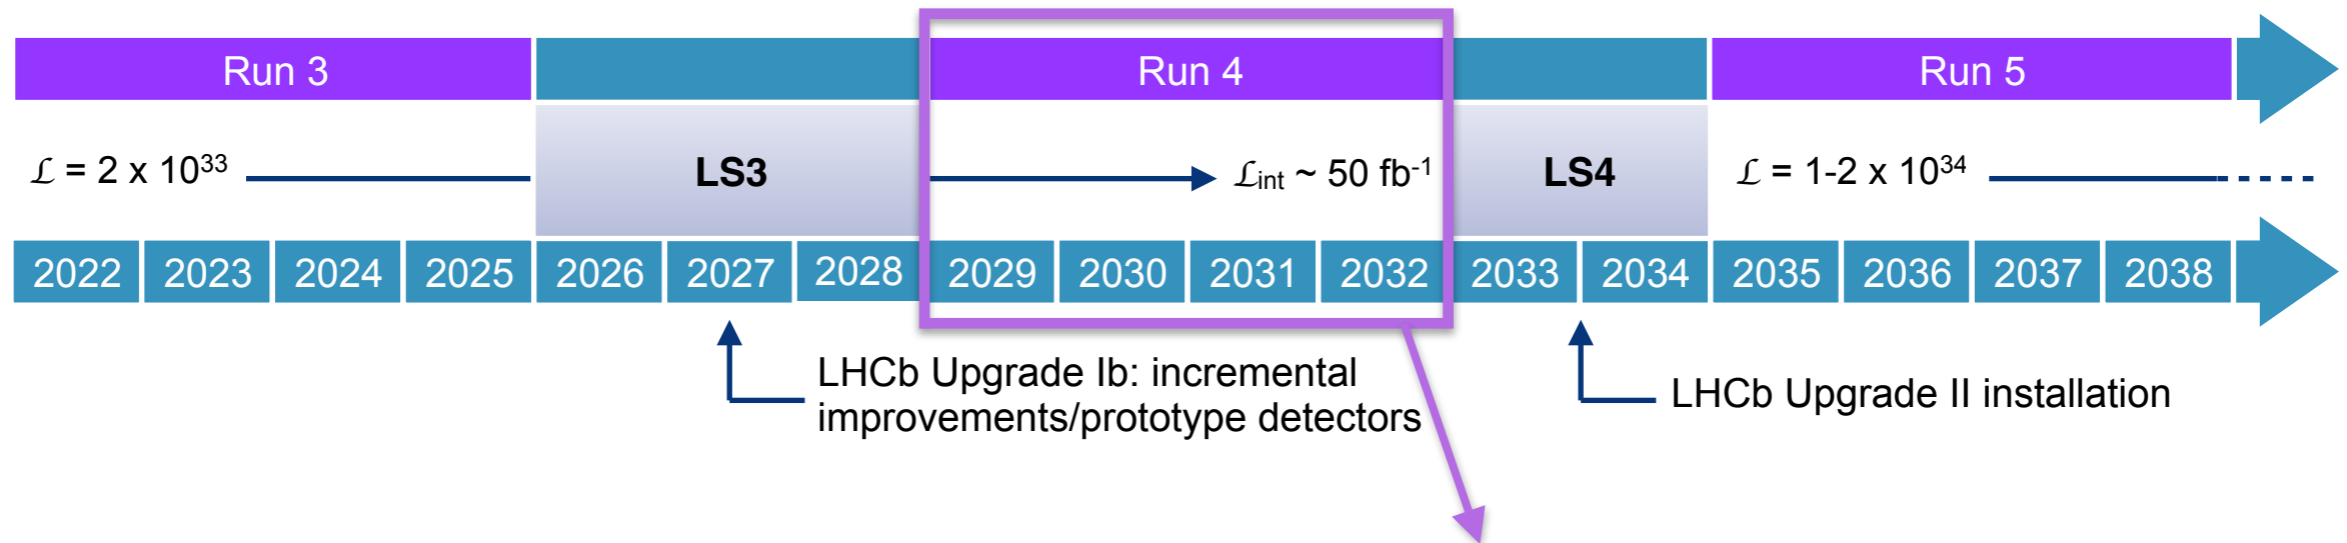 Run 3
Run 4
Run 5
ℒ = 2 x 10³³
LS3
ℒint ~ 50 fb⁻¹
LS4
ℒ = 1-2 x 10³⁴
2022 2023 2024 2025 2026 2027 2028 2029 2030 2031 2032 2033 2034 2035 2036 2037 2038
LHCb Upgrade Ib: incremental
improvements/prototype detectors
LHCb Upgrade II installation